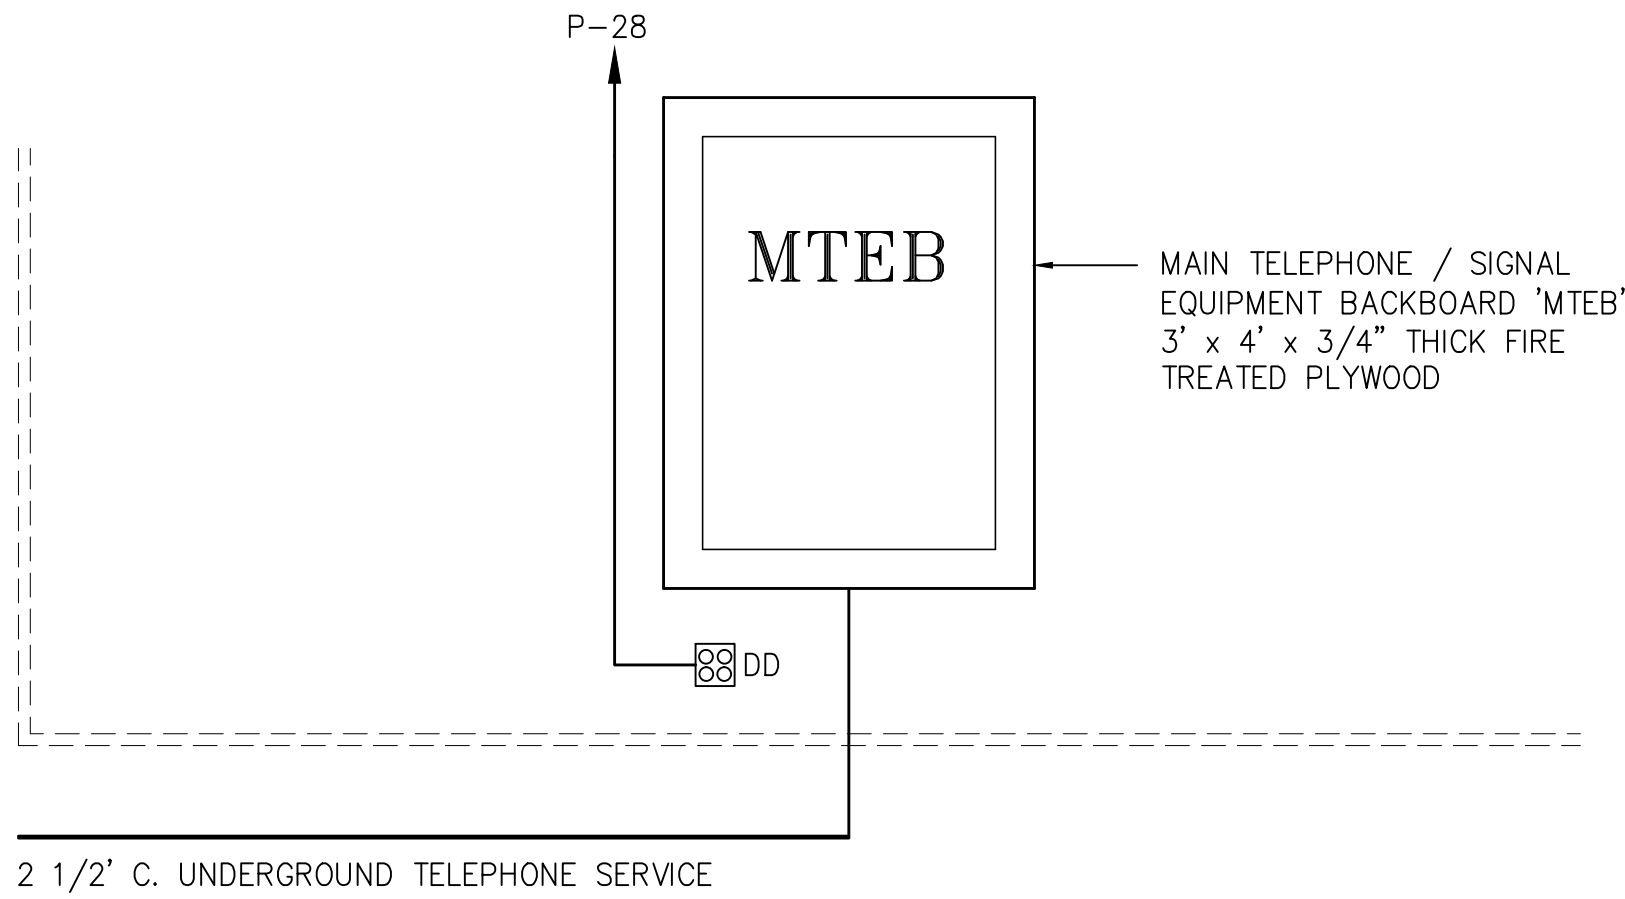 P-28
MTEB
MAIN TELEPHONE / SIGNAL
EQUIPMENT BACKBOARD 'MTEB'
3' x 4' x 3/4" THICK FIRE
TREATED PLYWOOD
DD
2 1/2' C. UNDERGROUND TELEPHONE SERVICE